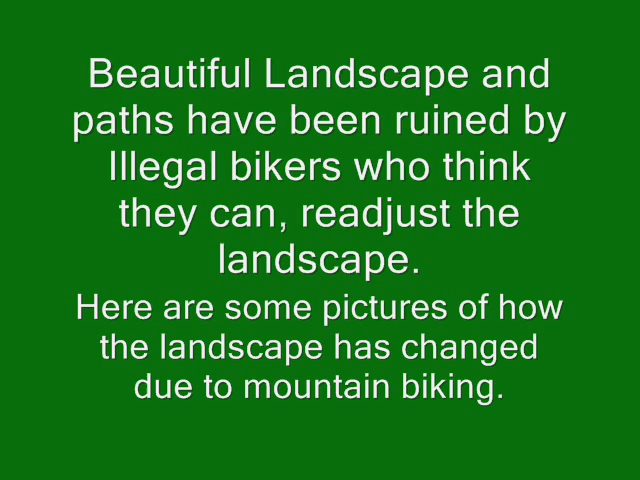 Beautiful Landscape and
paths have been ruined by
Illegal bikers who think
they can, readjust the
landscape.
Here are some pictures of how
the landscape has changed
due to mountain biking.